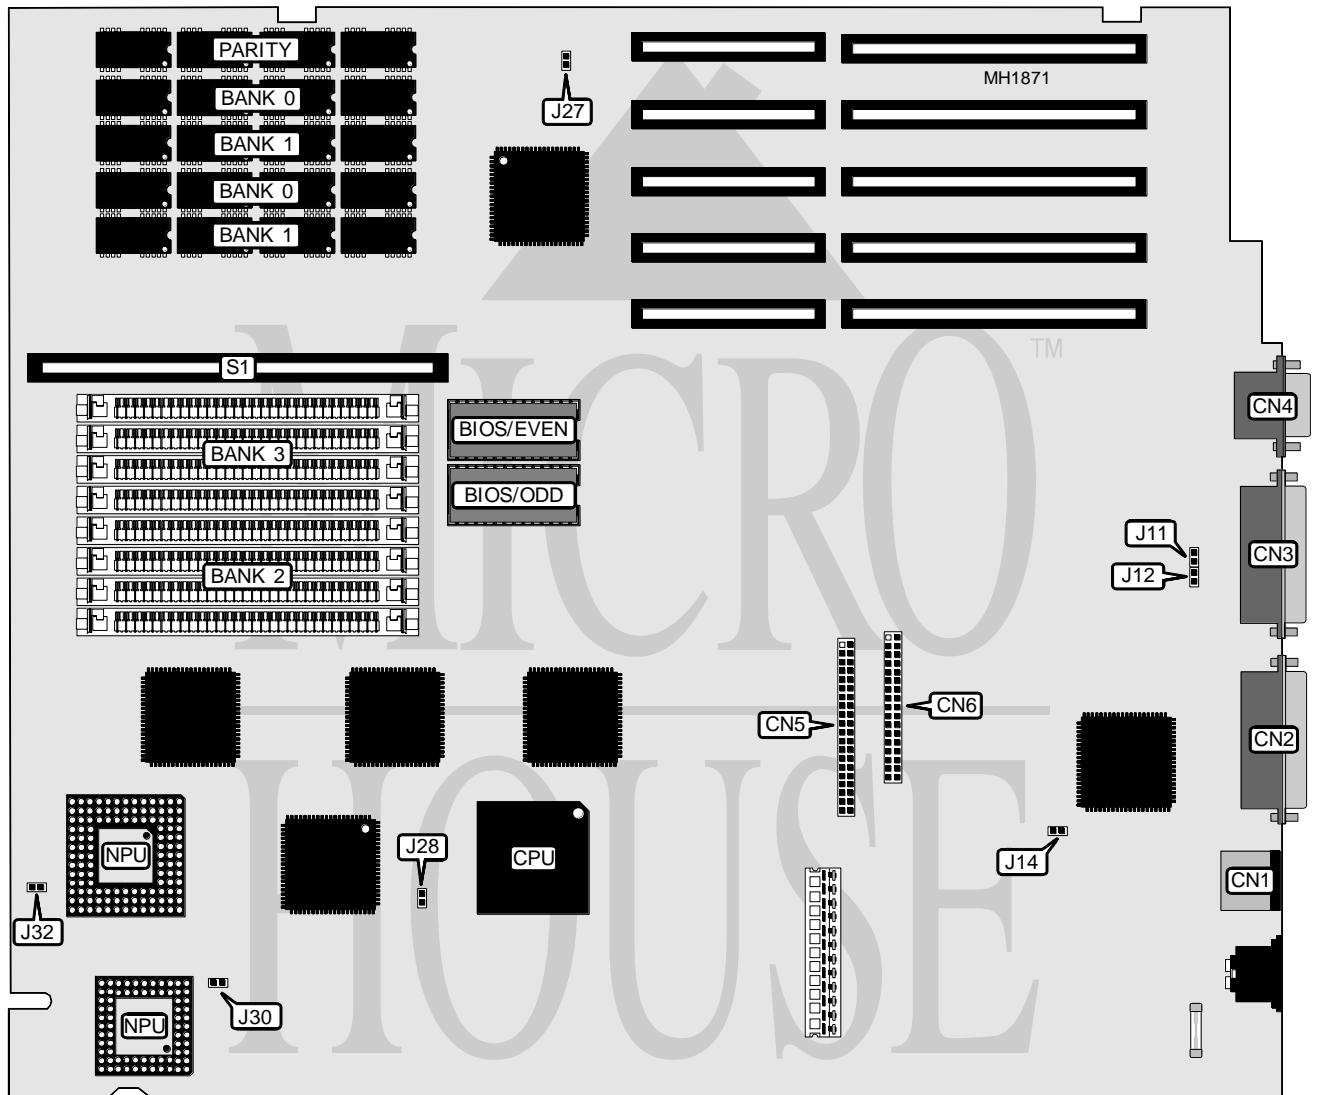 PARITY
BANK 0
BANK 1
BANK 0
BANK 1
J27
MH1871
S1
TM
BANK 3
BIOS/EVEN
BIOS/ODD
BANK 2
MICRO
HOUSE
CN4
CN3
J11
J12
CN6
CN5
CN2
NPU
J28
CPU
J14
CN1
J32
NPU
J30